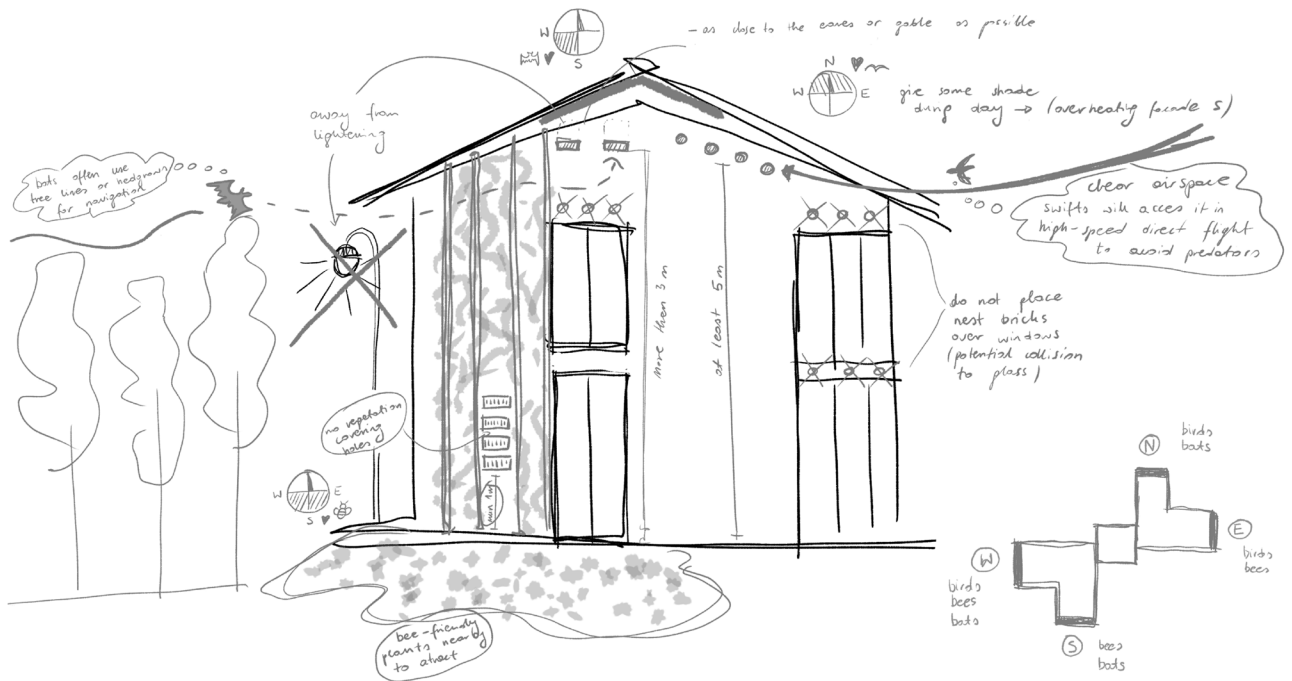 W
S
- as close to the eaves or gable as possible
N
W
E
give some shade
during day → (overheating facade S)
away from
lightening
bats often use
tree lines or hedgrows
for navigation
clear airspace
swifts will acces it in
high-speed direct flight
to avoid predators
more then 3 m
at least 5 m
do not place
nest bricks
over windows
(potential collision
to glass)
no vegetation
covering
holes
W
E
S
min 1m
bee-friendly
plants nearby
to atract
N
birds
bats
E
birds
bees
W
birds
bees
bats
S
bees
bats